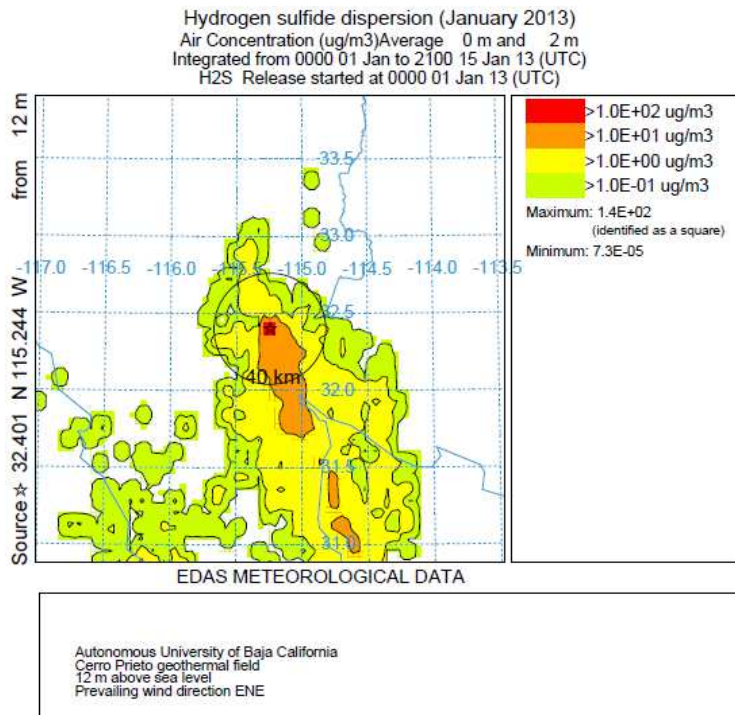 Hydrogen sulfide dispersion (January 2013)
Air Concentration (ug/m3)Average 0 m and 2 m
Integrated from 0000 01 Jan to 2100 15 Jan 13 (UTC)
H2S Release started at 0000 01 Jan 13 (UTC)
Source ☆ 32.401 N 115.244 W from 12 m
33.5
33.0
-117.0 -116.5 -116.0 -115.5 -115.0 -114.5 -114.0 -113.5
32.5
40 km
32.0
31.5
31.0
>1.0E+02 ug/m3
>1.0E+01 ug/m3
>1.0E+00 ug/m3
>1.0E-01 ug/m3
Maximum: 1.4E+02
(identified as a square)
Minimum: 7.3E-05
EDAS METEOROLOGICAL DATA
Autonomous University of Baja California
Cerro Prieto geothermal field
12 m above sea level
Prevailing wind direction ENE